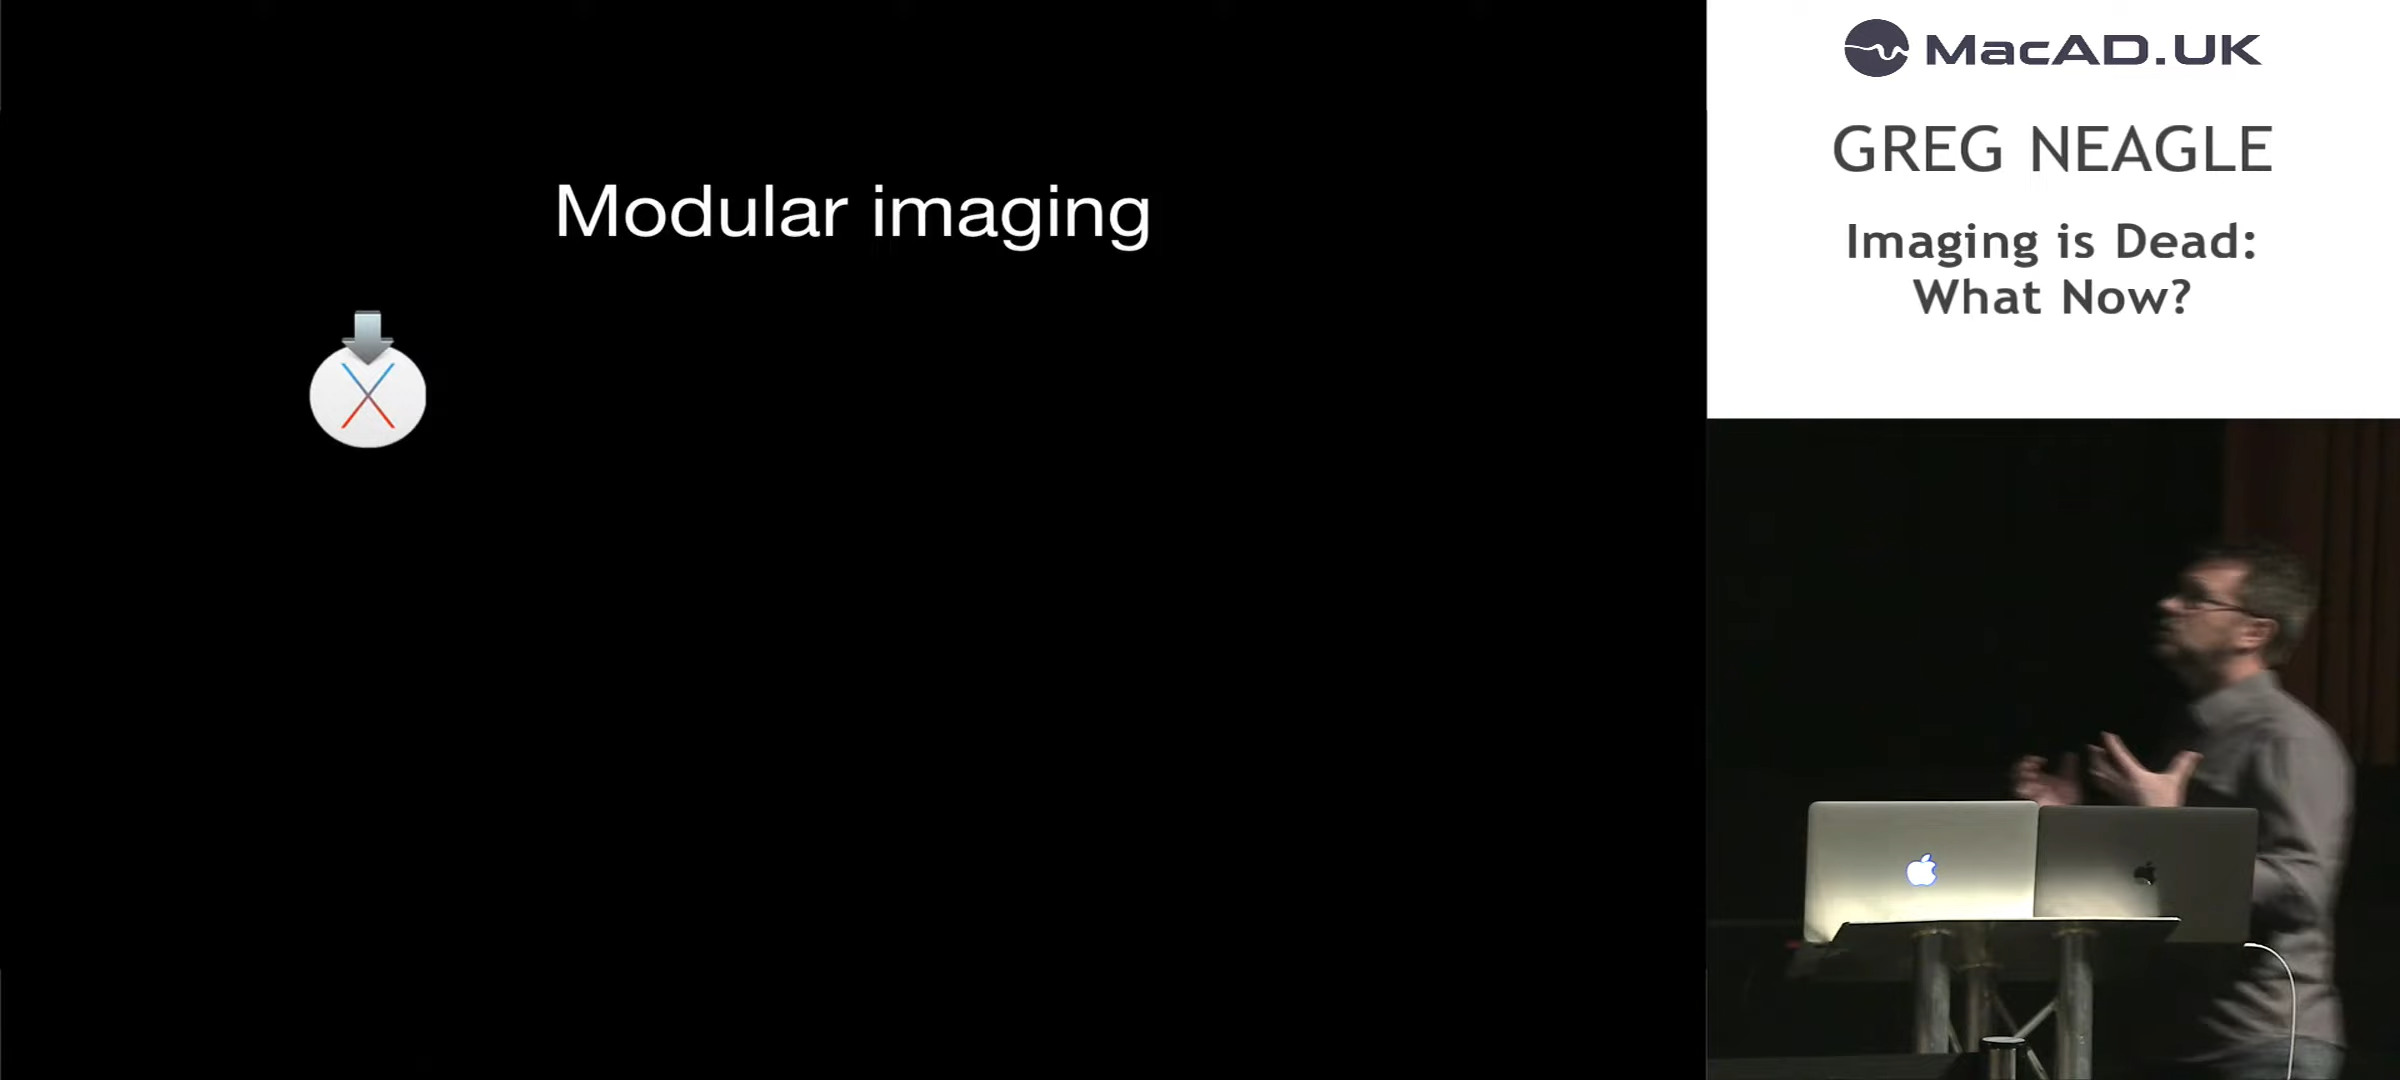 Modular imaging
MacAD.UK
GREG NEAGLE
Imaging is Dead:
What Now?